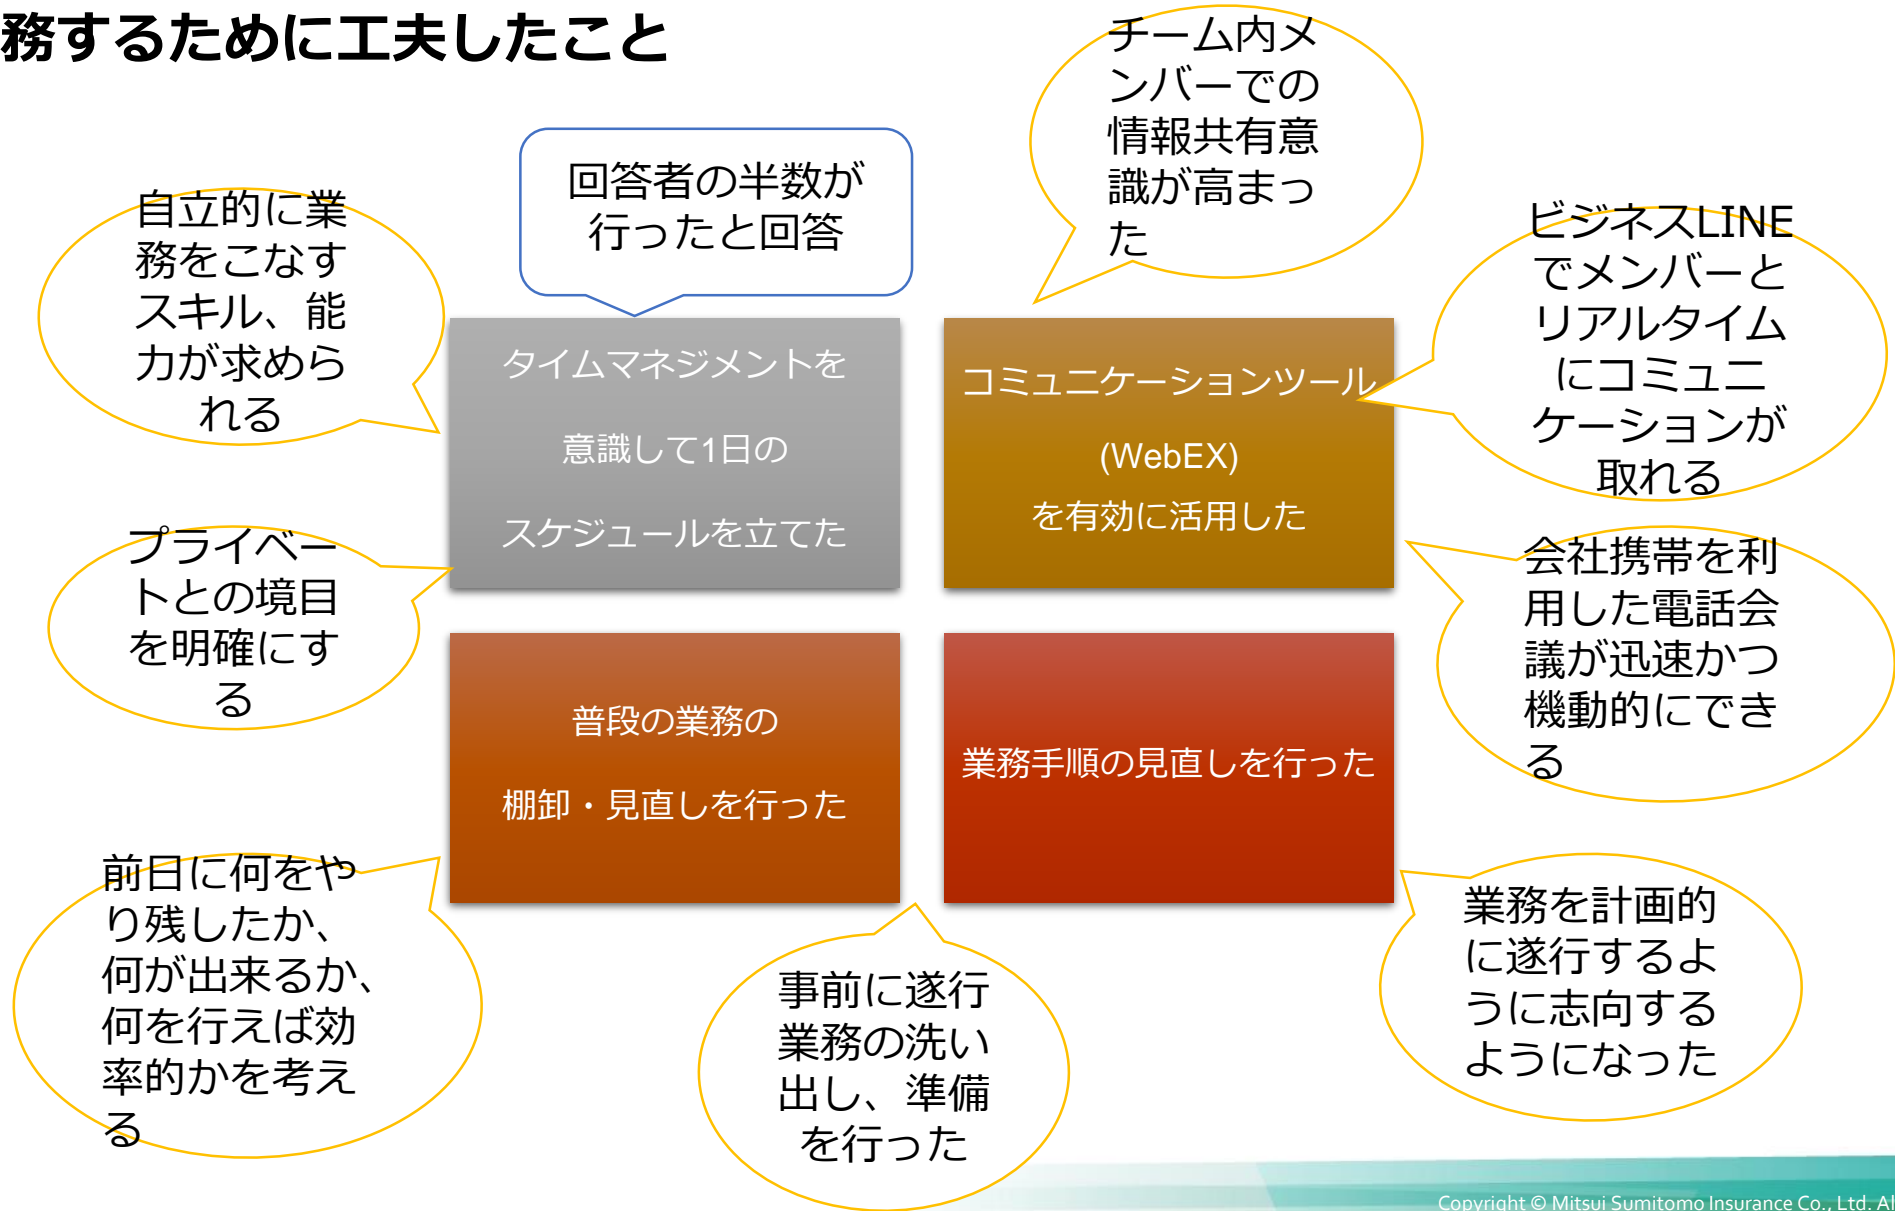 務するために工夫したこと
チーム内メ
ンバーでの
情報共有意
識が高まっ
た
回答者の半数が
行ったと回答
自立的に業
務をこなす
スキル、能
力が求めら
れる
ビジネスLINE
でメンバーと
リアルタイム
にコミュニ
ケーションが
取れる
タイムマネジメントを
意識して1日の
スケジュールを立てた
コミュニケーションツール
(WebEX)
を有効に活用した
プライベー
トとの境目
を明確にす
る
会社携帯を利
用した電話会
議が迅速かつ
機動的にでき
る
普段の業務の
棚卸・見直しを行った
業務手順の見直しを行った
前日に何をや
り残したか、
何が出来るか、
何を行えば効
率的かを考え
る
事前に遂行
業務の洗い
出し、準備
を行った
業務を計画的
に遂行するよ
うに志向する
ようになった
Copyright © Mitsui Sumitomo Insurance Co., Ltd. Al